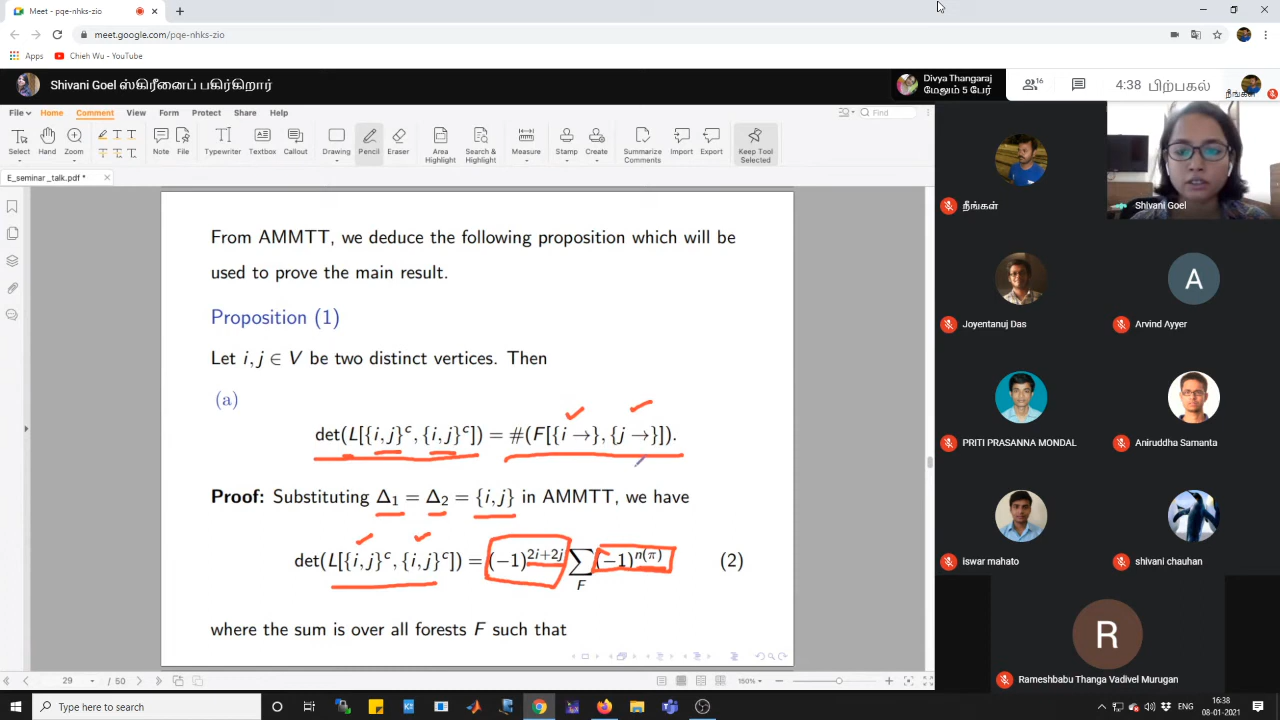 Meet - pqe-nhks-zio
meet.google.com/pqe-nhks-zio
Apps
Chieh Wu - YouTube
Shivani Goel ஸ்கிரீனைப் பகிர்கிறார்
Divya Thangaraj
மேலும் 5 பேர்
16
4:38 பிற்பகல்
நீங்கள்
File
Home
Comment
View
Form
Protect
Share
Help
Find
Select
Hand
Zoom
Note
File
Typewriter
Textbox
Callout
Drawing
Pencil
Eraser
Area Highlight
Search & Highlight
Measure
Stamp
Create
Summarize Comments
Import
Export
Keep Tool Selected
E_seminar _talk.pdf *
From AMMTT, we deduce the following proposition which will be
used to prove the main result.
Proposition (1)
Let i, j ∈ V be two distinct vertices. Then
(a)
det(L[{i, j}ᶜ, {i, j}ᶜ]) = #(F[{i →}, {j →}]).
Proof: Substituting Δ₁ = Δ₂ = {i, j} in AMMTT, we have
det(L[{i, j}ᶜ, {i, j}ᶜ]) = (−1)^{2i+2j} ∑_F (−1)^{n(π)} (2)
where the sum is over all forests F such that
29 / 50
150%
நீங்கள்
Shivani Goel
Joyentanuj Das
A
Arvind Ayyer
PRITI PRASANNA MONDAL
Aniruddha Samanta
iswar mahato
shivani chauhan
R
Rameshbabu Thanga Vadivel Murugan
Type here to search
ENG
16:38
08-01-2021